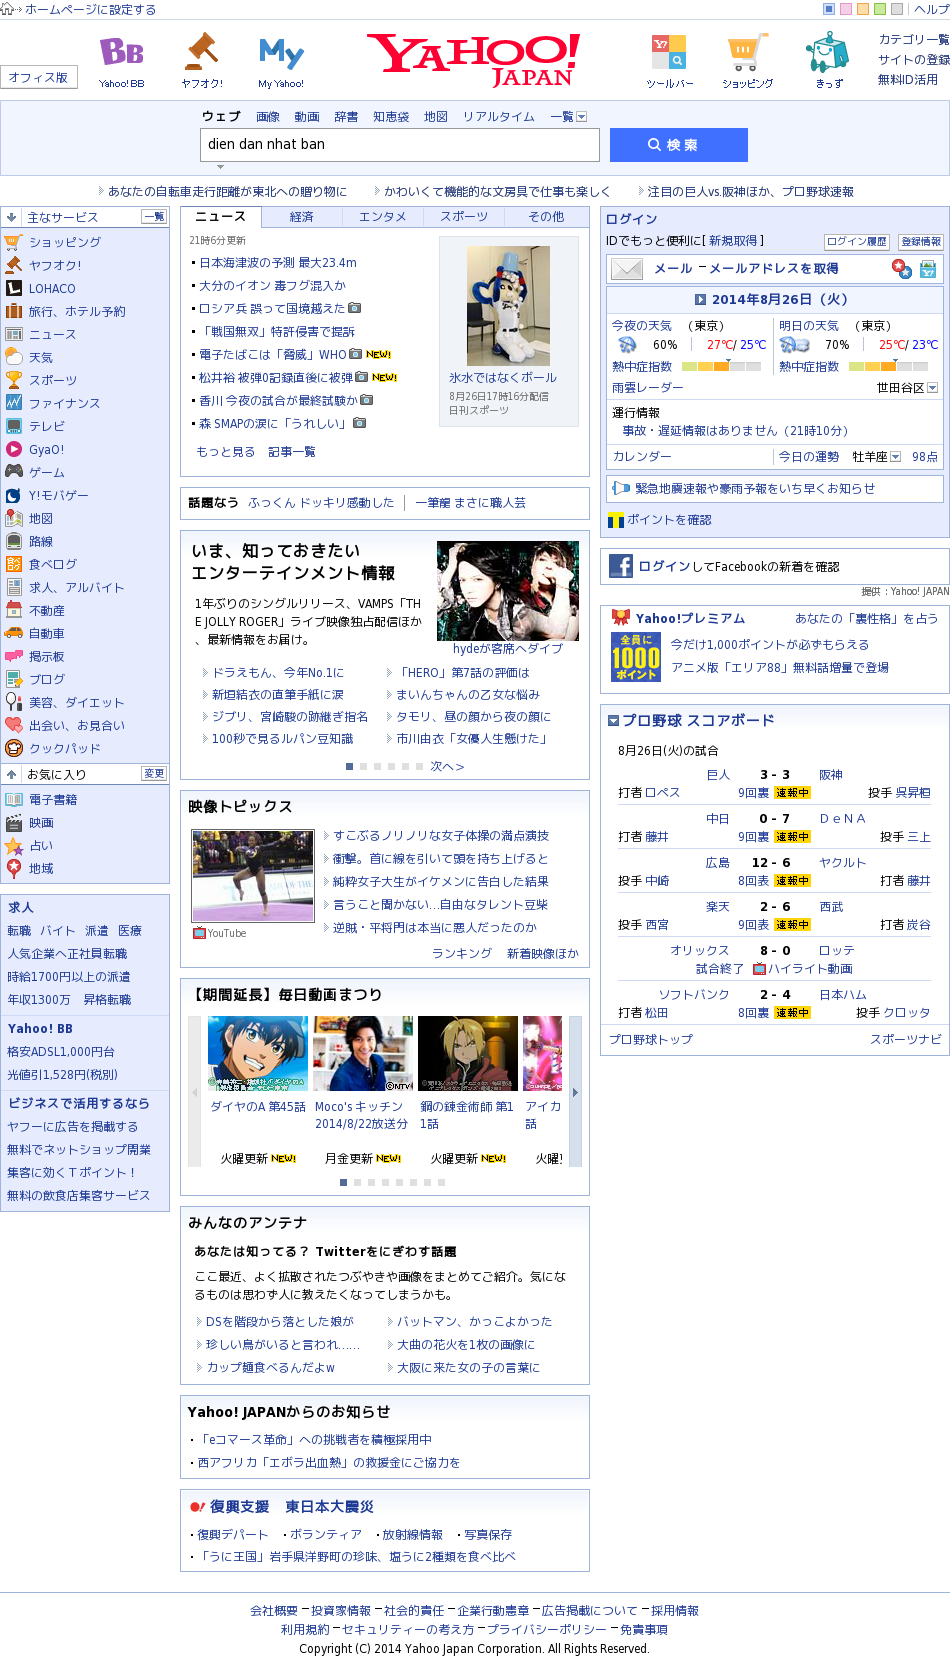 ホームページに設定する
ヘルプ
オフィス版
Yahoo! BB
ヤフオク!
My Yahoo!
YAHOO! JAPAN
ツールバー
ショッピング
きっず
カテゴリ一覧
サイトの登録
無料ID活用
ウェブ 画像 動画 辞書 知恵袋 地図 リアルタイム 一覧
dien dan nhat ban
検索
あなたの自転車走行距離が東北への贈り物に
かわいくて機能的な文房具で仕事も楽しく
注目の巨人vs.阪神ほか、プロ野球速報
主なサービス 一覧
ショッピング
ヤフオク!
LOHACO
旅行、ホテル予約
ニュース
天気
スポーツ
ファイナンス
テレビ
GyaO!
ゲーム
Y!モバゲー
地図
路線
食べログ
求人、アルバイト
不動産
自動車
掲示板
ブログ
美容、ダイエット
出会い、お見合い
クックパッド
お気に入り 変更
電子書籍
映画
占い
地域
求人
転職 バイト 派遣 医療
人気企業へ正社員転職
時給1700円以上の派遣
年収1300万 昇格転職
Yahoo! BB
格安ADSL1,000円台
光値引1,528円(税別)
ビジネスで活用するなら
ヤフーに広告を掲載する
無料でネットショップ開業
集客に効くＴポイント！
無料の飲食店集客サービス
ニュース 経済 エンタメ スポーツ その他
21時6分更新
日本海津波の予測 最大23.4m
大分のイオン 毒フグ混入か
ロシア兵 誤って国境越えた
「戦国無双」特許侵害で提訴
電子たばこは「脅威」WHO NEW!
松井裕 被弾0記録直後に被弾 NEW!
香川 今夜の試合が最終試験か
森 SMAPの涙に「うれしい」
もっと見る 記事一覧
氷水ではなくボール
8月26日17時16分配信
日刊スポーツ
話題なう ふっくん ドッキリ感動した 一筆龍 まさに職人芸
いま、知っておきたい
エンターテインメント情報
1年ぶりのシングルリリース、VAMPS「TH
E JOLLY ROGER」ライブ映像独占配信ほか
、最新情報をお届け。
hydeが客席へダイブ
ドラえもん、今年No.1に
「HERO」第7話の評価は
新垣結衣の直筆手紙に涙
まいんちゃんの乙女な悩み
ジブリ、宮崎駿の跡継ぎ指名
タモリ、昼の顔から夜の顔に
100秒で見るルパン豆知識
市川由衣「女優人生懸けた」
次へ>
映像トピックス
すこぶるノリノリな女子体操の満点演技
衝撃。首に線を引いて頭を持ち上げると
純粋女子大生がイケメンに告白した結果
言うこと聞かない…自由なタレント豆柴
逆賊・平将門は本当に悪人だったのか
YouTube
ランキング 新着映像ほか
【期間延長】毎日動画まつり
ダイヤのA 第45話
Moco's キッチン
2014/8/22放送分
鋼の錬金術師 第1
1話
アイカ
話
火曜更新 NEW!
月金更新 NEW!
火曜更新 NEW!
火曜更
みんなのアンテナ
あなたは知ってる？ Twitterをにぎわす話題
ここ最近、よく拡散されたつぶやきや画像をまとめてご紹介。気にな
るものは思わず人に教えたくなってしまうかも。
DSを階段から落とした娘が
バットマン、かっこよかった
珍しい鳥がいると言われ……
大曲の花火を1枚の画像に
カップ麺食べるんだよw
大阪に来た女の子の言葉に
Yahoo! JAPANからのお知らせ
「eコマース革命」への挑戦者を積極採用中
西アフリカ「エボラ出血熱」の救援金にご協力を
復興支援 東日本大震災
復興デパート ボランティア 放射線情報 写真保存
「うに王国」岩手県洋野町の珍味、塩うに2種類を食べ比べ
ログイン
IDでもっと便利に[ 新規取得 ]
ログイン履歴 登録情報
メール メールアドレスを取得
2014年8月26日（火）
今夜の天気 （東京）
60% 27℃/ 25℃
熱中症指数
明日の天気 （東京）
70% 25℃/ 23℃
熱中症指数
雨雲レーダー 世田谷区
運行情報
事故・遅延情報はありません（21時10分）
カレンダー 今日の運勢 牡羊座 98点
緊急地震速報や豪雨予報をいち早くお知らせ
ポイントを確認
ログインしてFacebookの新着を確認
提供：Yahoo! JAPAN
Yahoo!プレミアム あなたの「裏性格」を占う
全員に
1000
ポイント
今だけ1,000ポイントが必ずもらえる
アニメ版「エリア88」無料話増量で登場
プロ野球 スコアボード
8月26日(火)の試合
巨人 3 - 3 阪神
打者 ロペス 9回裏 速報中 投手 呉昇桓
中日 0 - 7 ＤｅＮＡ
打者 藤井 9回裏 速報中 投手 三上
広島 12 - 6 ヤクルト
投手 中﨑 8回表 速報中 打者 藤井
楽天 2 - 6 西武
投手 西宮 9回表 速報中 打者 炭谷
オリックス 8 - 0 ロッテ
試合終了 ハイライト動画
ソフトバンク 2 - 4 日本ハム
打者 松田 8回裏 速報中 投手 クロッタ
プロ野球トップ スポーツナビ
会社概要 投資家情報 社会的責任 企業行動憲章 広告掲載について 採用情報
利用規約 セキュリティーの考え方 プライバシーポリシー 免責事項
Copyright (C) 2014 Yahoo Japan Corporation. All Rights Reserved.